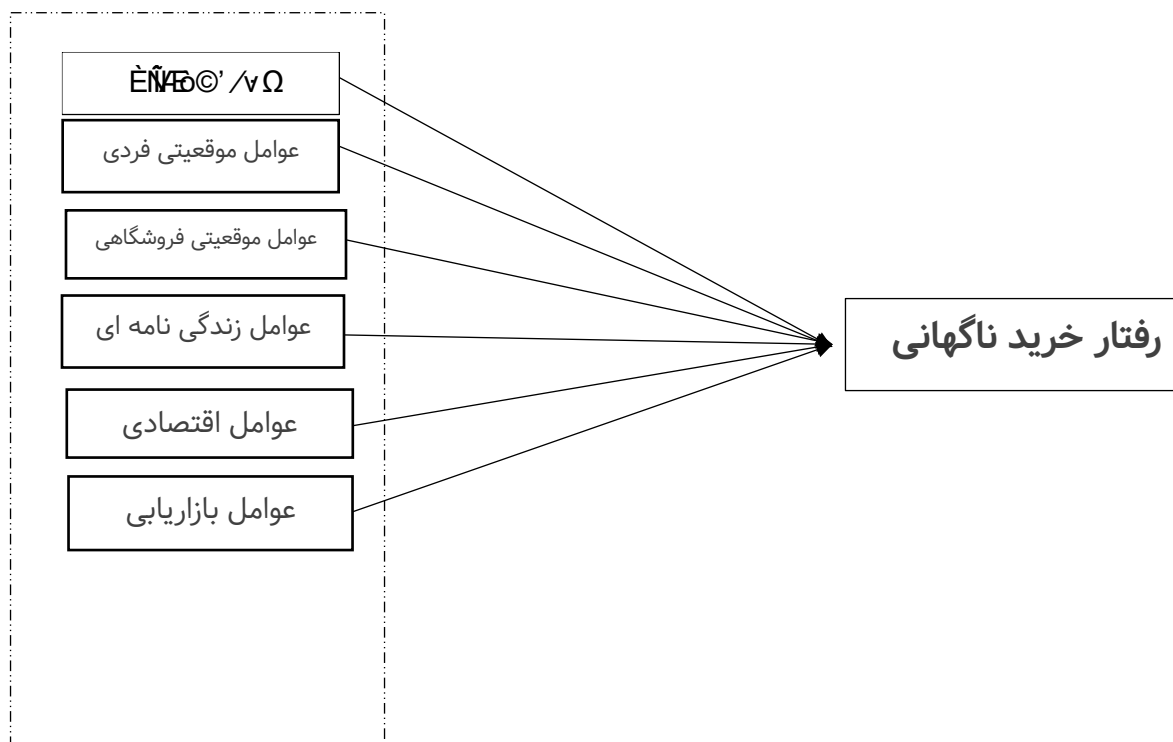 عوامل موقعیتی فردی
عوامل موقعیتی فروشگاهی
عوامل زندگی نامه ای
عوامل اقتصادی
عوامل بازاریابی
رفتار خرید ناگهانی